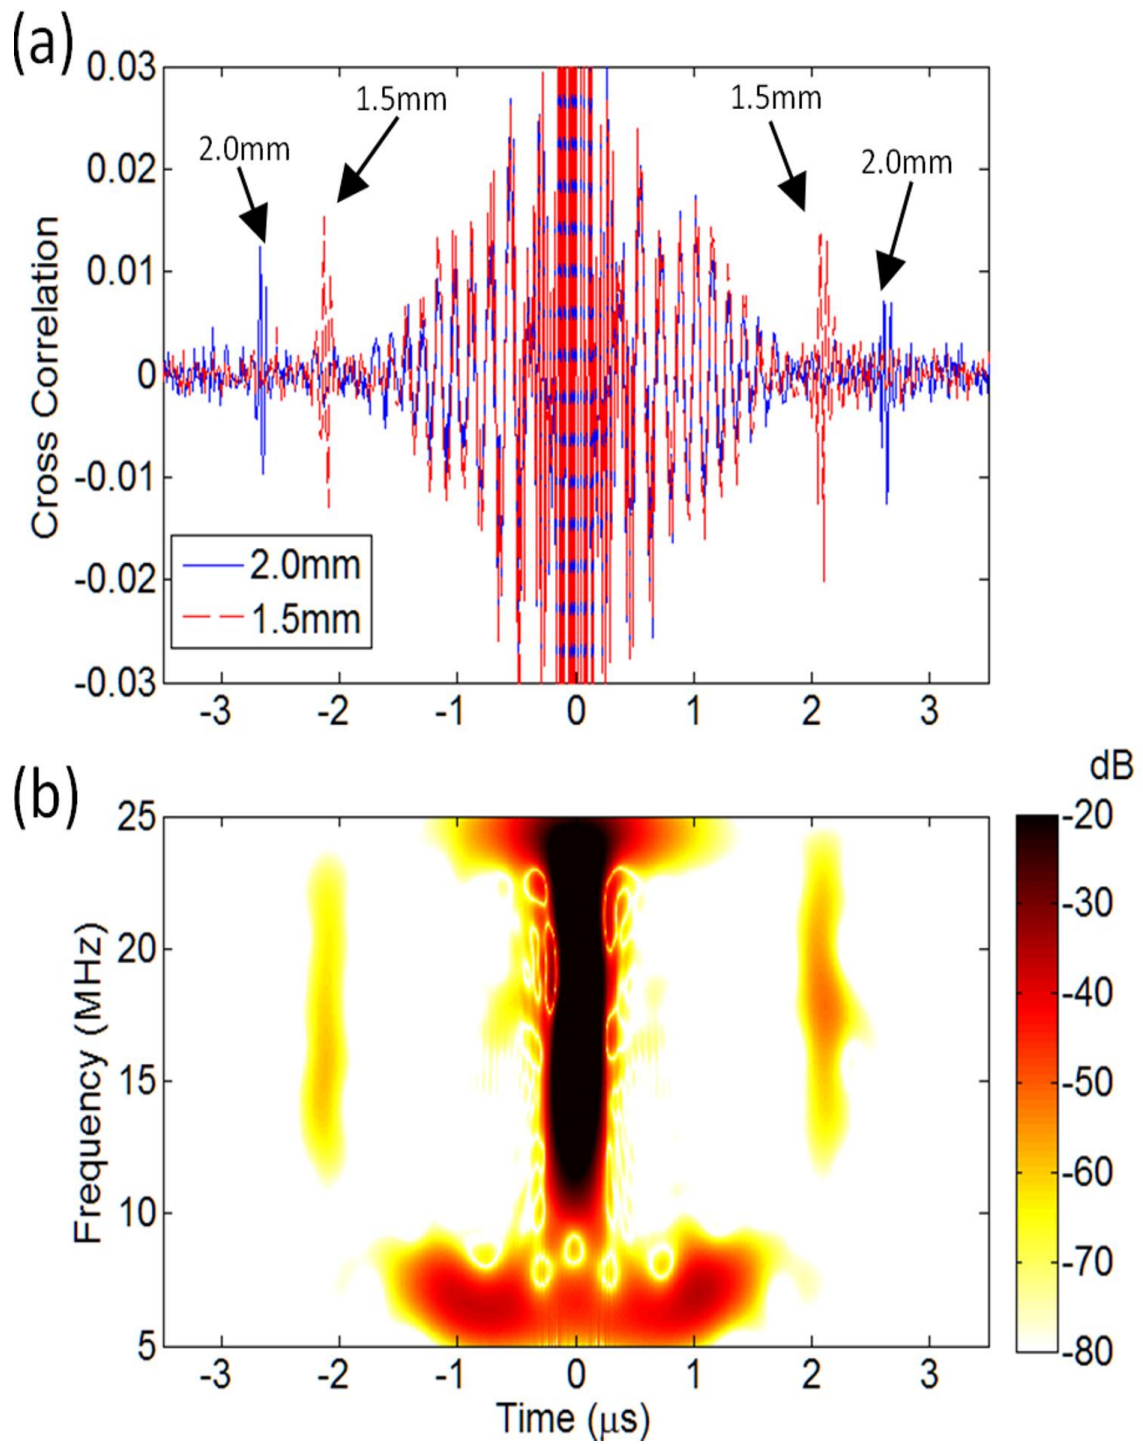 (a)
0.03
0.02
0.01
0
-0.01
-0.02
-0.03
Cross Correlation
2.0mm
1.5mm
1.5mm
2.0mm
2.0mm
1.5mm
-3 -2 -1 0 1 2 3
(b)
dB
25
20
15
10
5
Frequency (MHz)
-3 -2 -1 0 1 2 3
Time (μs)
-20
-30
-40
-50
-60
-70
-80